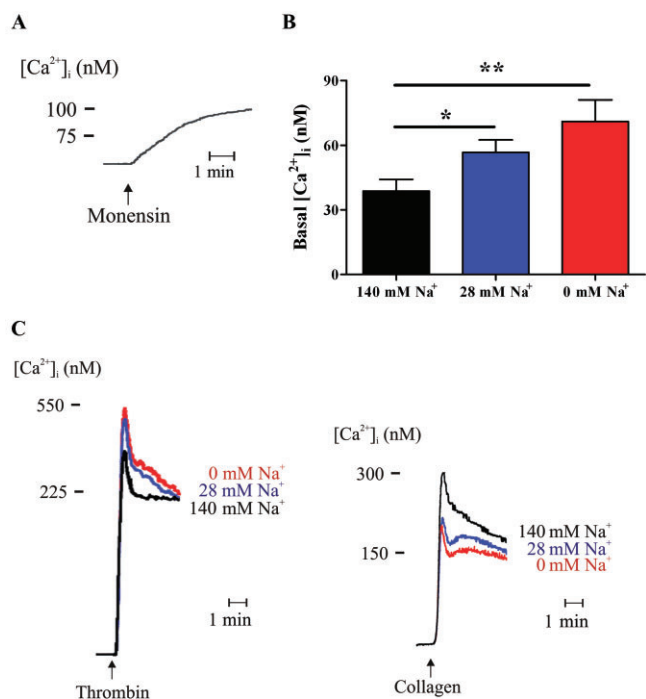 A
[Ca²⁺]ᵢ (nM)
100
75
1 min
Monensin
B
Basal [Ca²⁺]ᵢ (nM)
90
60
30
0
**
*
140 mM Na⁺
28 mM Na⁺
0 mM Na⁺
C
[Ca²⁺]ᵢ (nM)
550
225
0 mM Na⁺
28 mM Na⁺
140 mM Na⁺
1 min
Thrombin
[Ca²⁺]ᵢ (nM)
300
150
140 mM Na⁺
28 mM Na⁺
0 mM Na⁺
1 min
Collagen